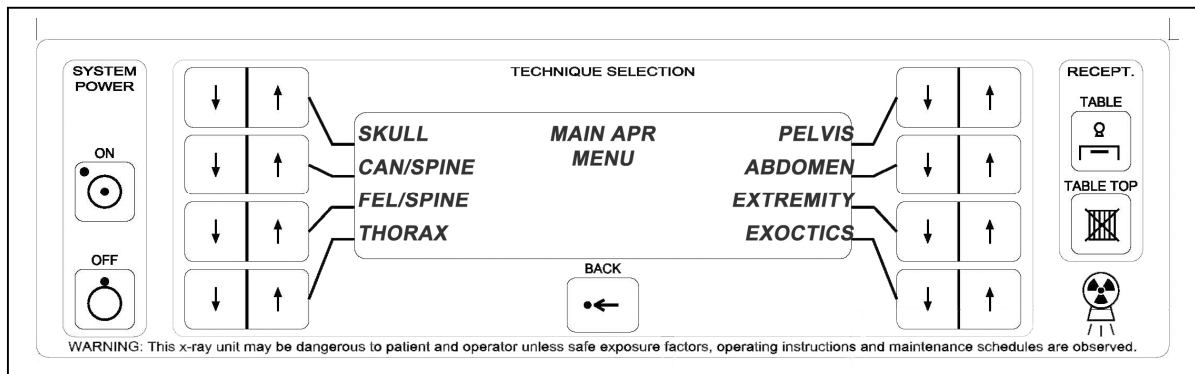 SYSTEM
POWER
ON
OFF
TECHNIQUE SELECTION
SKULL
CAN/SPINE
FEL/SPINE
THORAX
MAIN APR
MENU
PELVIS
ABDOMEN
EXTREMITY
EXOCTICS
BACK
RECEPT.
TABLE
TABLE TOP
WARNING: This x-ray unit may be dangerous to patient and operator unless safe exposure factors, operating instructions and maintenance schedules are observed.